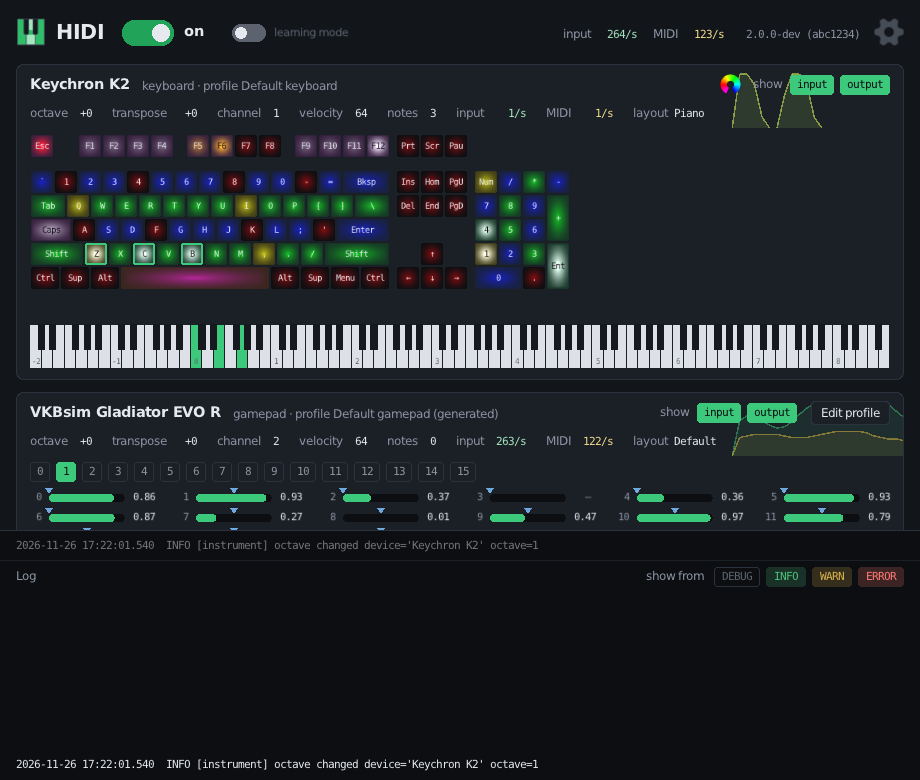 HIDI on learning mode input 264/s MIDI 123/s 2.0.0-dev (abc1234)
Keychron K2 keyboard · profile Default keyboard show input output
octave +0 transpose +0 channel 1 velocity 64 notes 3 input 1/s MIDI 1/s layout Piano
Esc F1 F2 F3 F4 F5 F6 F7 F8 F9 F10 F11 F12 Prt Scr Pau
` 1 2 3 4 5 6 7 8 9 0 - = Bksp Ins Hom PgU Num / * -
Tab Q W E R T Y U I O P [ ] \ Del End PgD 7 8 9 +
Caps A S D F G H J K L ; ' Enter 4 5 6
Shift Z X C V B N M , . / Shift ↑ 1 2 3 Ent
Ctrl Sup Alt Alt Sup Menu Ctrl ← ↓ → 0 .
-2 -1 0 1 2 3 4 5 6 7 8
VKBsim Gladiator EVO R gamepad · profile Default gamepad (generated) show input output Edit profile
octave +0 transpose +0 channel 2 velocity 64 notes 0 input 263/s MIDI 122/s layout Default
0 1 2 3 4 5 6 7 8 9 10 11 12 13 14 15
0 0.86 1 0.93 2 0.37 3 — 4 0.36 5 0.93
6 0.87 7 0.27 8 0.01 9 0.47 10 0.97 11 0.79
2026-11-26 17:22:01.540 INFO [instrument] octave changed device='Keychron K2' octave=1
Log show from DEBUG INFO WARN ERROR
2026-11-26 17:22:01.540 INFO [instrument] octave changed device='Keychron K2' octave=1